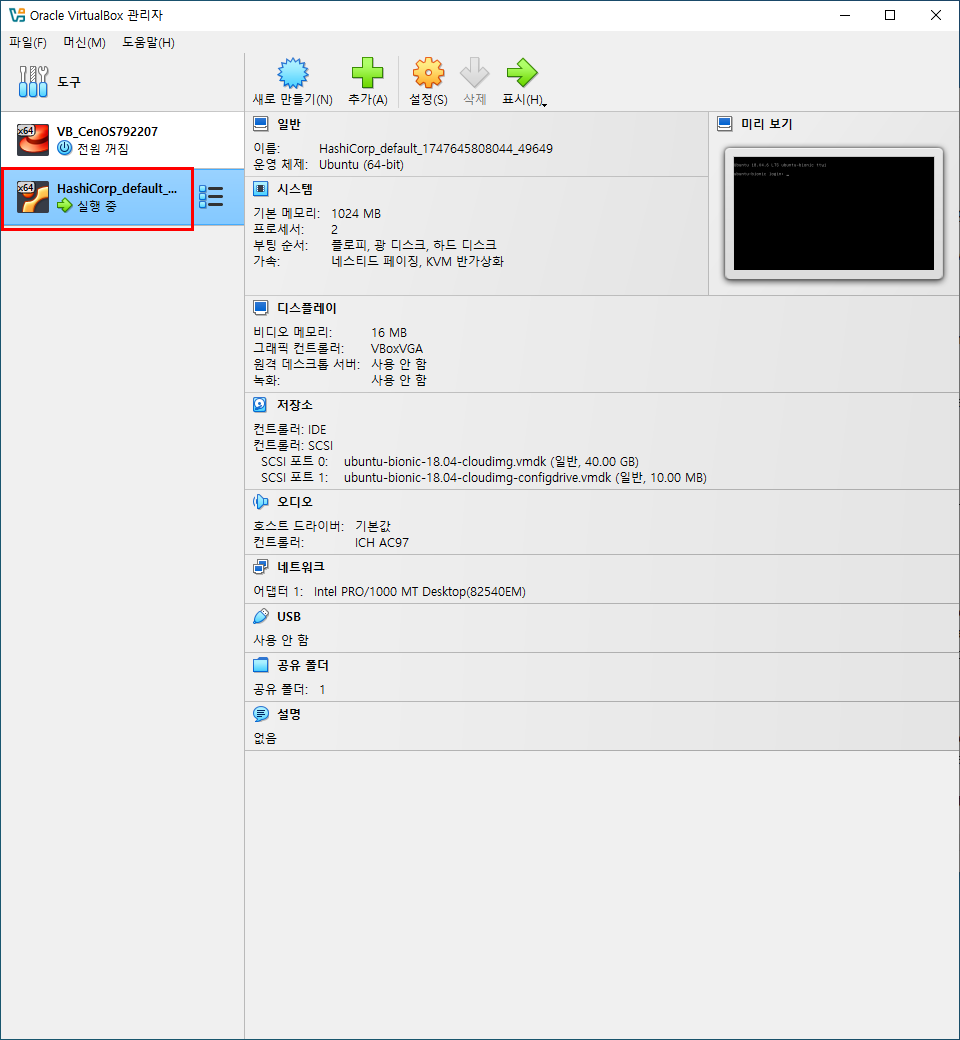 Oracle VirtualBox 관리자
파일(F) 머신(M) 도움말(H)
도구
새로 만들기(N) 추가(A) 설정(S) 삭제 표시(H)
x64
VB_CenOS792207
전원 꺼짐
x64
HashiCorp_default_...
실행 중
일반
이름: HashiCorp_default_1747645808044_49649
운영 체제: Ubuntu (64-bit)
미리 보기
ubuntu-bionic login: _
시스템
기본 메모리: 1024 MB
프로세서: 2
부팅 순서: 플로피, 광 디스크, 하드 디스크
가속: 네스티드 페이징, KVM 반가상화
디스플레이
비디오 메모리: 16 MB
그래픽 컨트롤러: VBoxVGA
원격 데스크톱 서버: 사용 안 함
녹화: 사용 안 함
저장소
컨트롤러: IDE
컨트롤러: SCSI
SCSI 포트 0: ubuntu-bionic-18.04-cloudimg.vmdk (일반, 40.00 GB)
SCSI 포트 1: ubuntu-bionic-18.04-cloudimg-configdrive.vmdk (일반, 10.00 MB)
오디오
호스트 드라이버: 기본값
컨트롤러: ICH AC97
네트워크
어댑터 1: Intel PRO/1000 MT Desktop(82540EM)
USB
사용 안 함
공유 폴더
공유 폴더: 1
설명
없음